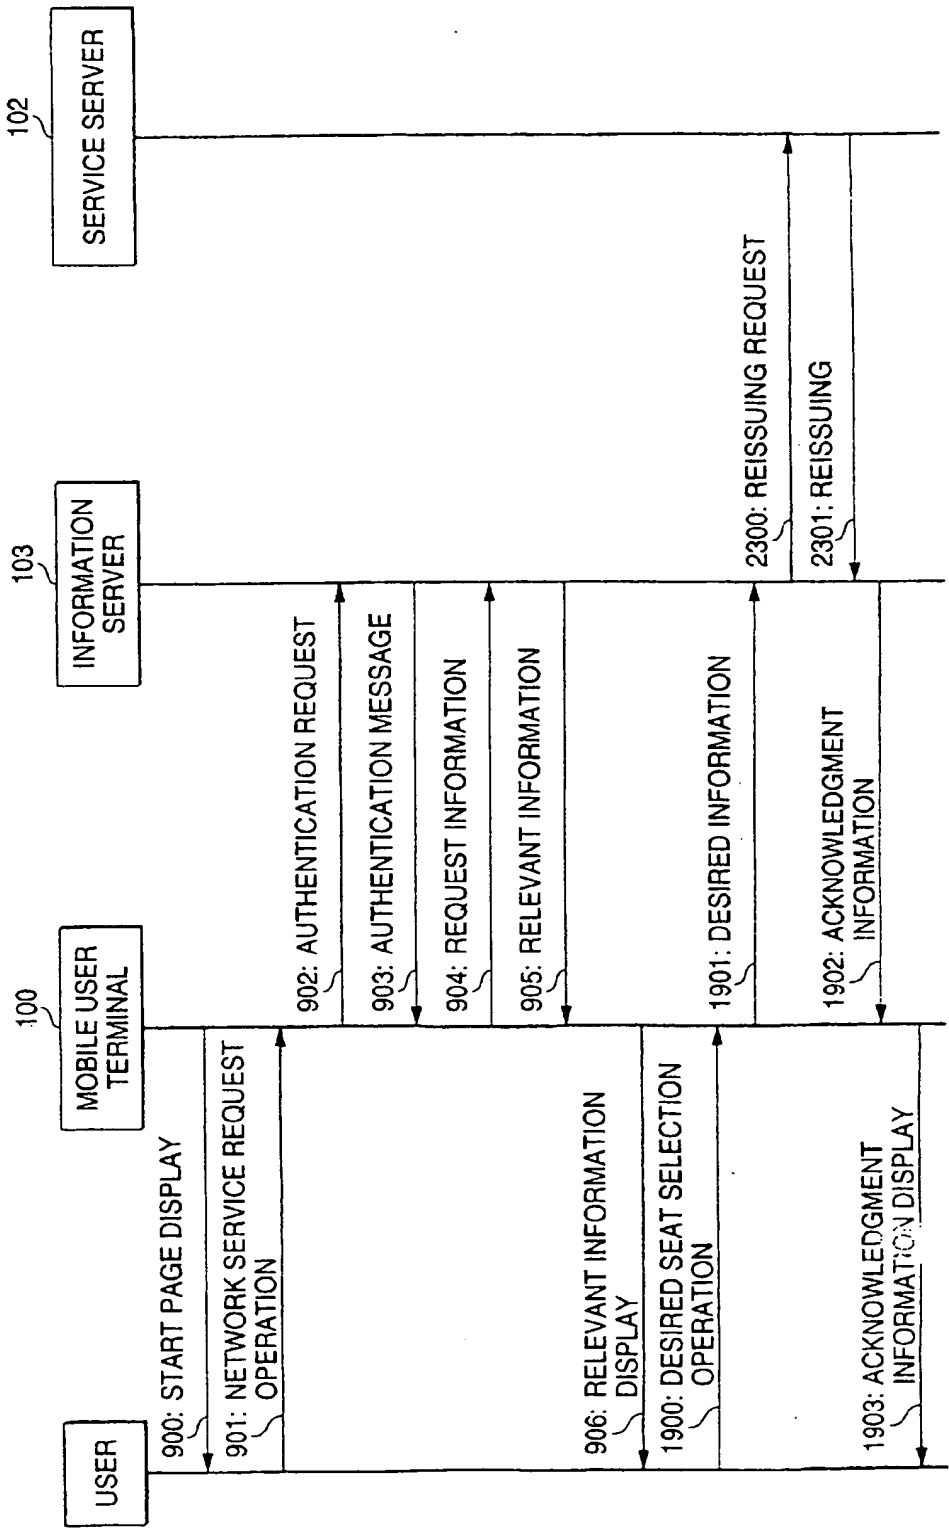 USER
100
MOBILE USER
TERMINAL
103
INFORMATION
SERVER
102
SERVICE SERVER
900: START PAGE DISPLAY
901: NETWORK SERVICE REQUEST
OPERATION
902: AUTHENTICATION REQUEST
903: AUTHENTICATION MESSAGE
904: REQUEST INFORMATION
905: RELEVANT INFORMATION
906: RELEVANT INFORMATION
DISPLAY
1900: DESIRED SEAT SELECTION
OPERATION
1901: DESIRED INFORMATION
2300: REISSUING REQUEST
2301: REISSUING
1902: ACKNOWLEDGMENT
INFORMATION
1903: ACKNOWLEDGMENT
INFORMATION DISPLAY